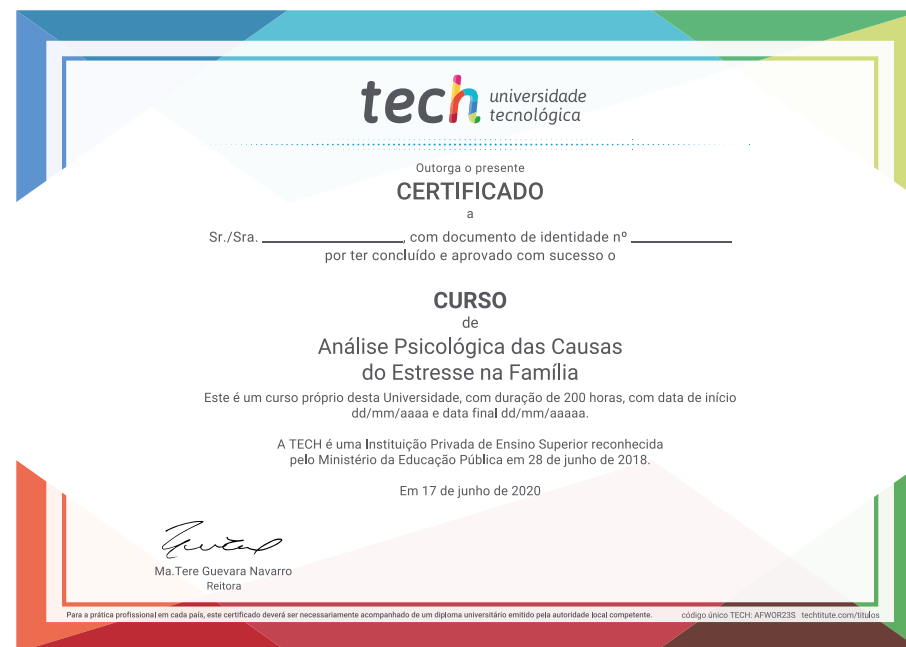 tech universidade
tecnológica
Outorga o presente
CERTIFICADO
a
Sr./Sra. ____________________, com documento de identidade nº ______________
por ter concluído e aprovado com sucesso o
CURSO
de
Análise Psicológica das Causas
do Estresse na Família
Este é um curso próprio desta Universidade, com duração de 200 horas, com data de início
dd/mm/aaaa e data final dd/mm/aaaaa.
A TECH é uma Instituição Privada de Ensino Superior reconhecida
pelo Ministério da Educação Pública em 28 de junho de 2018.
Em 17 de junho de 2020
Ma.Tere Guevara Navarro
Reitora
Para a prática profissional em cada país, este certificado deverá ser necessariamente acompanhado de um diploma universitário emitido pela autoridade local competente. código único TECH: AFWOR23S techtitute.com/titulos